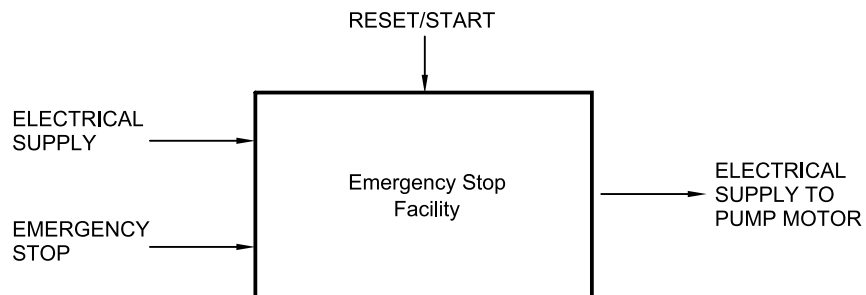 RESET/START
ELECTRICAL
SUPPLY
EMERGENCY
STOP
Emergency Stop
Facility
ELECTRICAL
SUPPLY TO
PUMP MOTOR